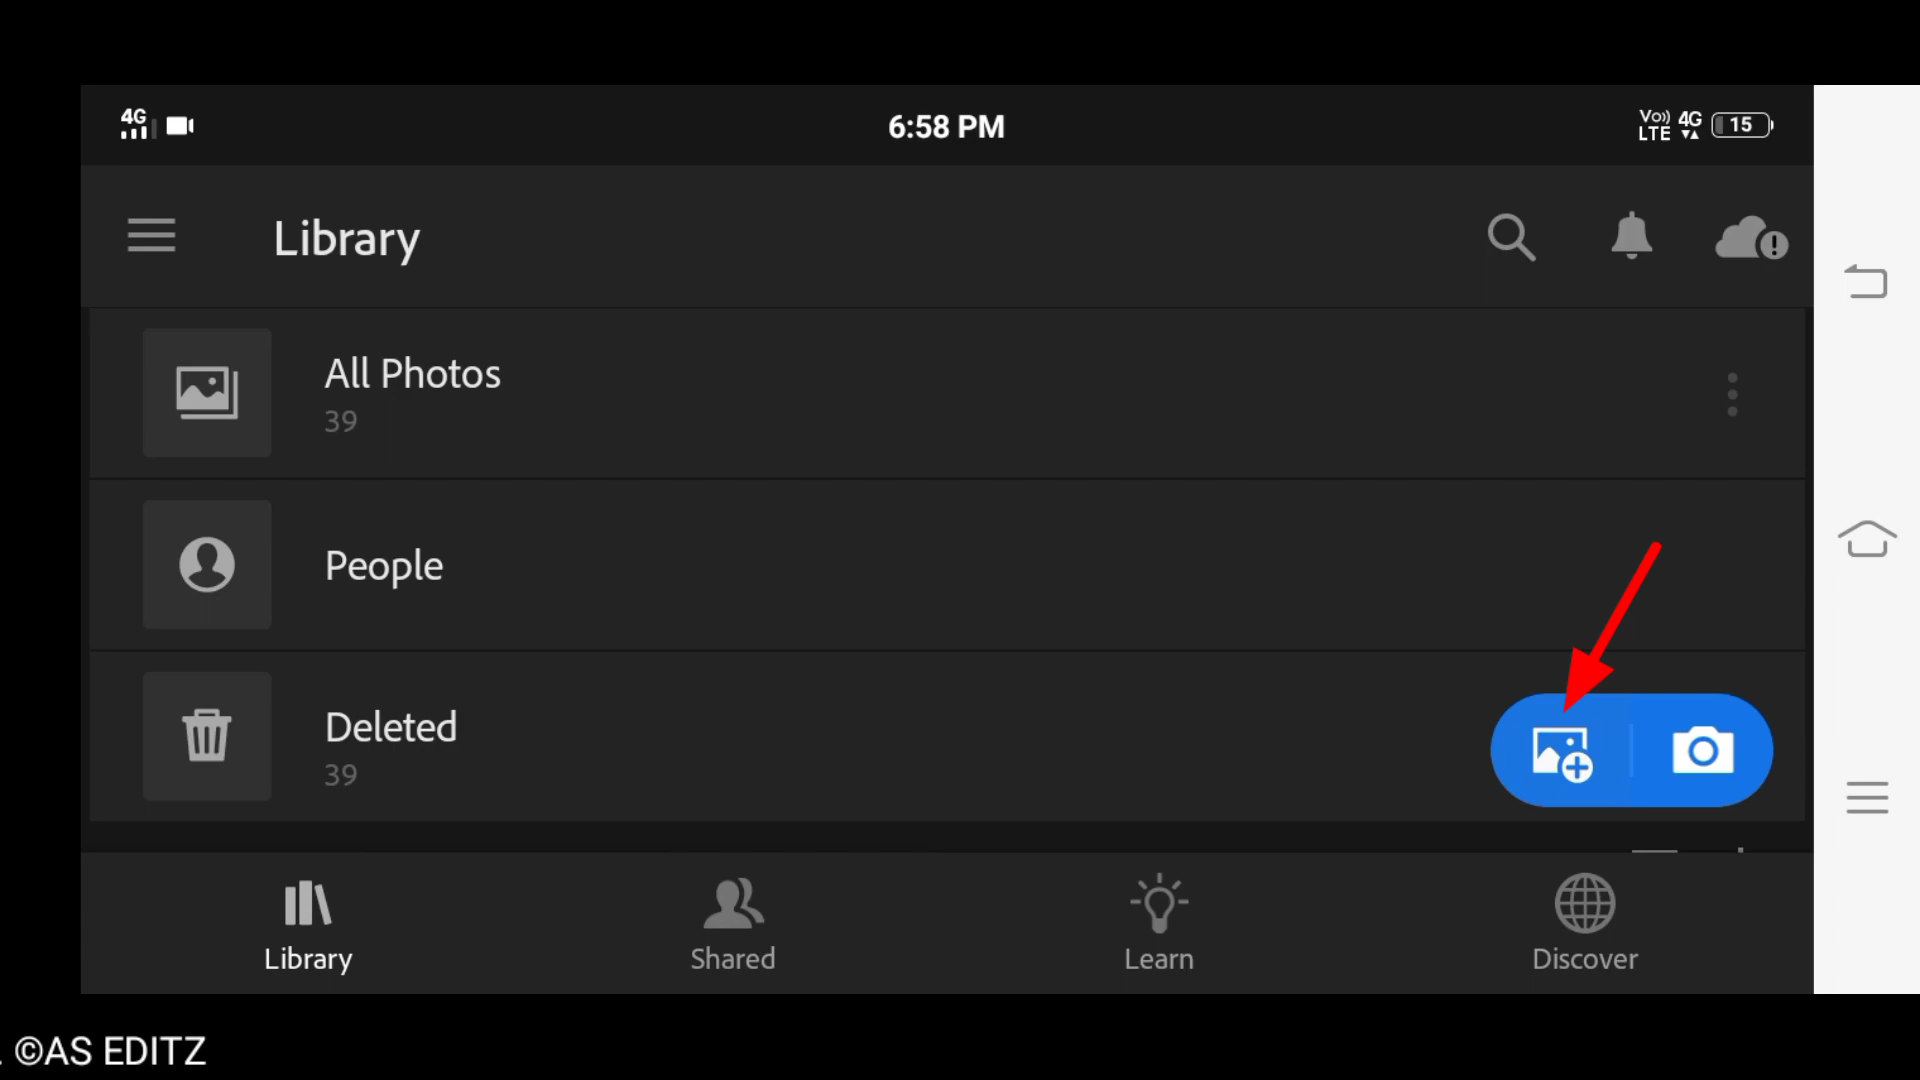 4G
6:58 PM
Vo)) LTE 4G 15
Library
All Photos
39
People
Deleted
39
Library
Shared
Learn
Discover
. ©AS EDITZ